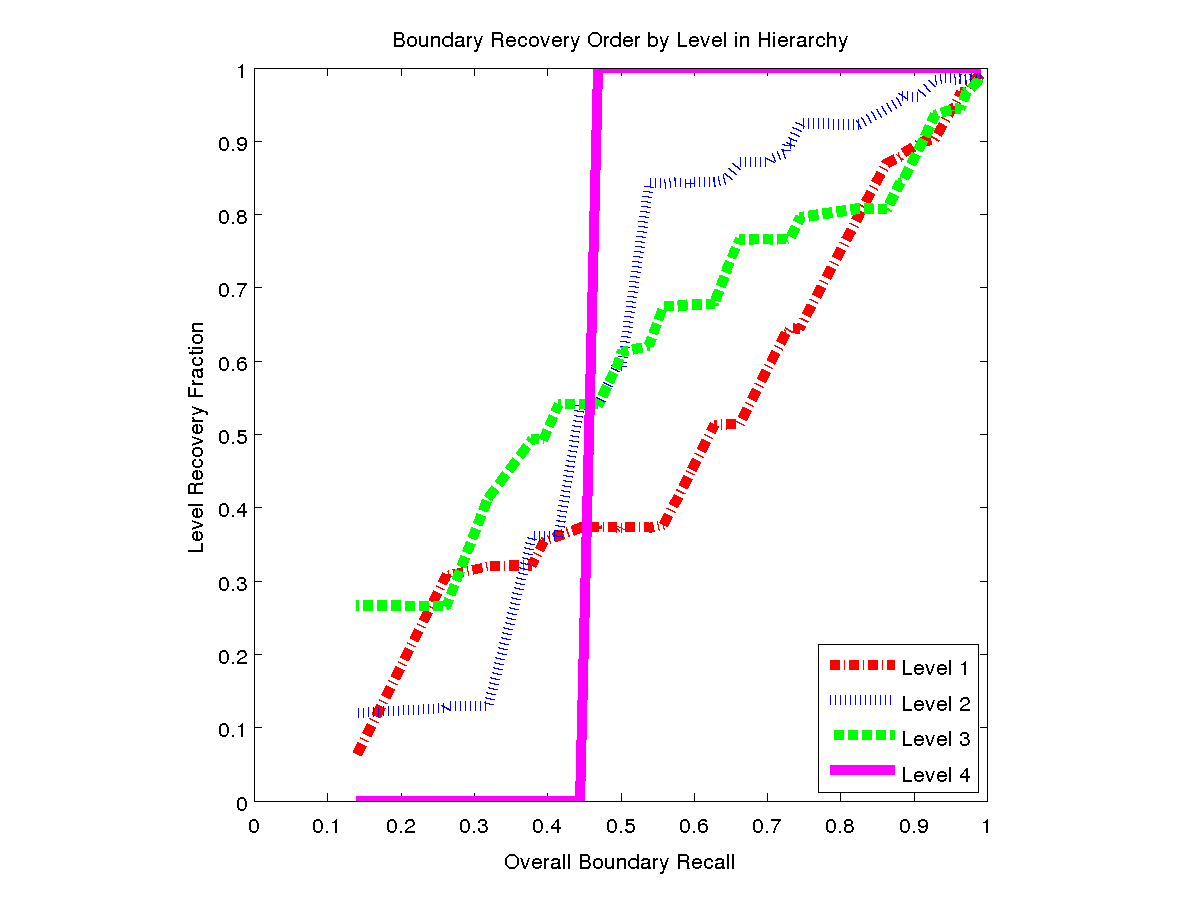 Boundary Recovery Order by Level in Hierarchy
1
0.9
0.8
0.7
0.6
0.5
0.4
0.3
0.2
0.1
0
Level Recovery Fraction
0 0.1 0.2 0.3 0.4 0.5 0.6 0.7 0.8 0.9 1
Overall Boundary Recall
Level 1
Level 2
Level 3
Level 4